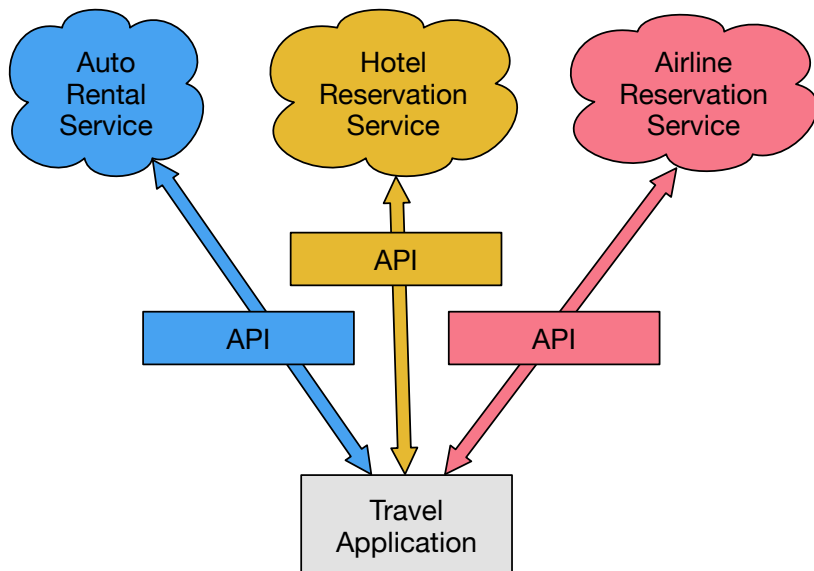 Auto
Rental
Service
Hotel
Reservation
Service
Airline
Reservation
Service
API
API
API
Travel
Application